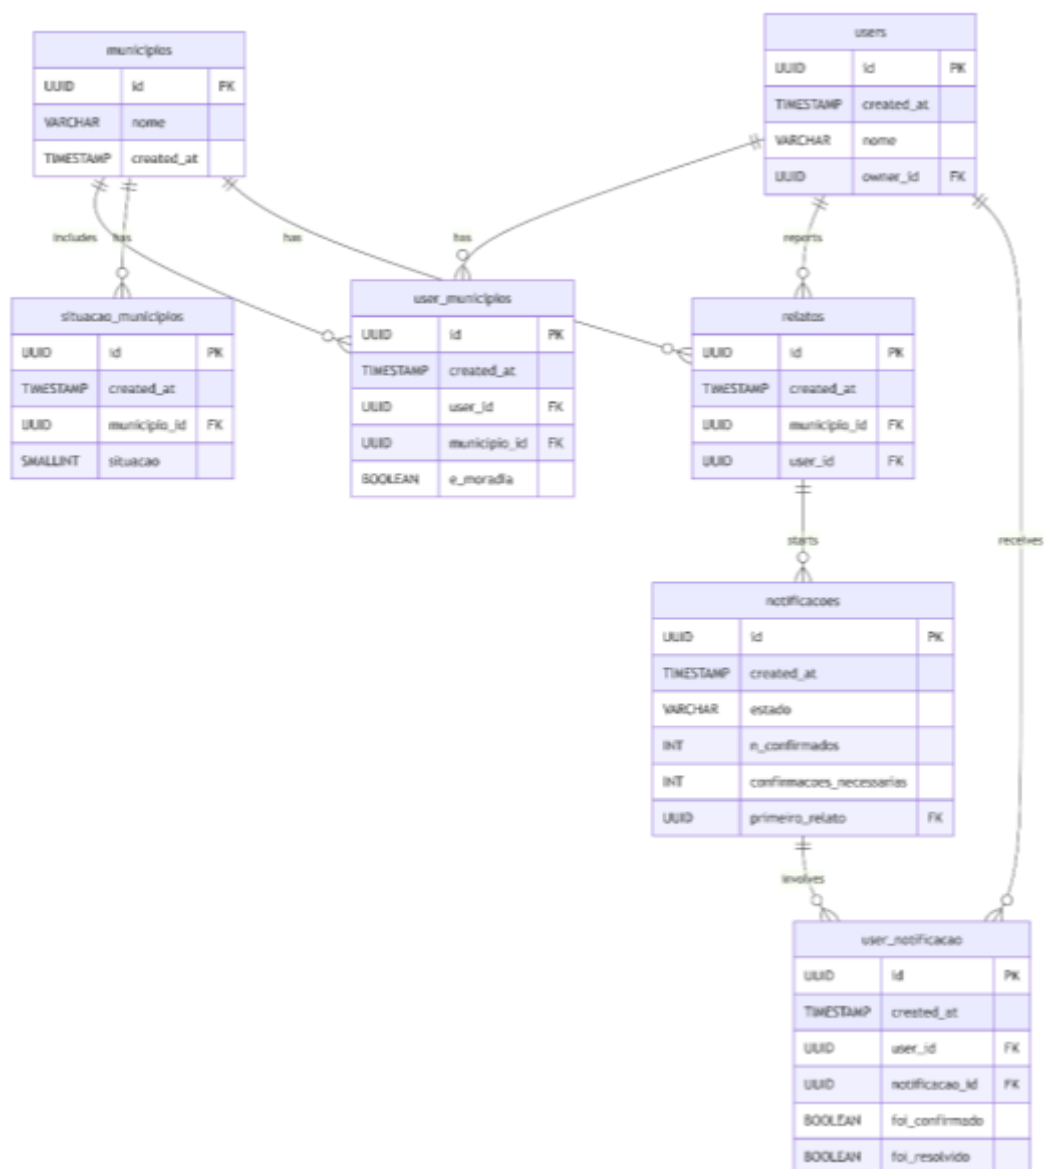 municipios
UUID id PK
VARCHAR nome
TIMESTAMP created_at
users
UUID id PK
TIMESTAMP created_at
VARCHAR nome
UUID owner_id FK
includes
has
has
has
reports
situacao_municipios
UUID id PK
TIMESTAMP created_at
UUID municipio_id FK
SMALLINT situacao
user_municipios
UUID id PK
TIMESTAMP created_at
UUID user_id FK
UUID municipio_id FK
BOOLEAN e_moradia
relatos
UUID id PK
TIMESTAMP created_at
UUID municipio_id FK
UUID user_id FK
starts
receives
notificacoes
UUID id PK
TIMESTAMP created_at
VARCHAR estado
INT n_confirmados
INT confirmacoes_necessarias
UUID primeiro_relato FK
involves
user_notificacao
UUID id PK
TIMESTAMP created_at
UUID user_id FK
UUID notificacao_id FK
BOOLEAN foi_confirmado
BOOLEAN foi_resolvido